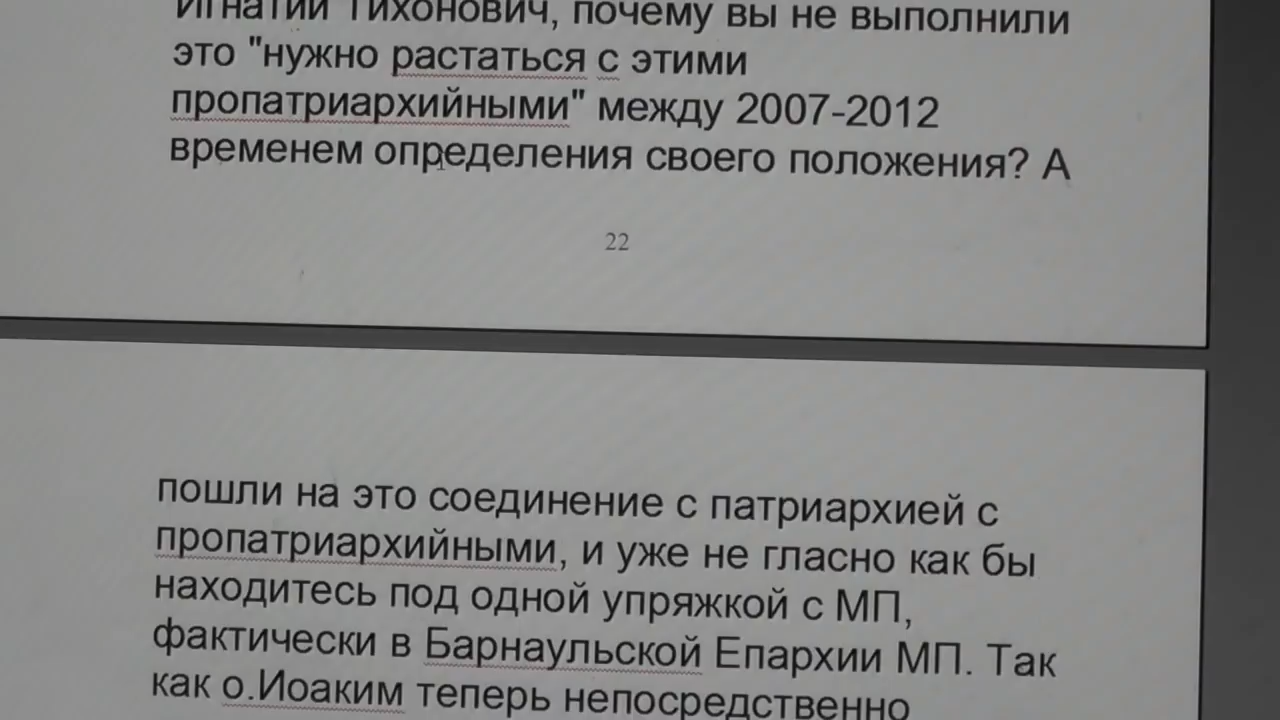 Игнатий Тихонович, почему вы не выполнили
это "нужно растаться с этими
пропатриархийными" между 2007-2012
временем определения своего положения? А
22
пошли на это соединение с патриархией с
пропатриархийными, и уже не гласно как бы
находитесь под одной упряжкой с МП,
фактически в Барнаульской Епархии МП. Так
как о.Иоаким теперь непосредственно